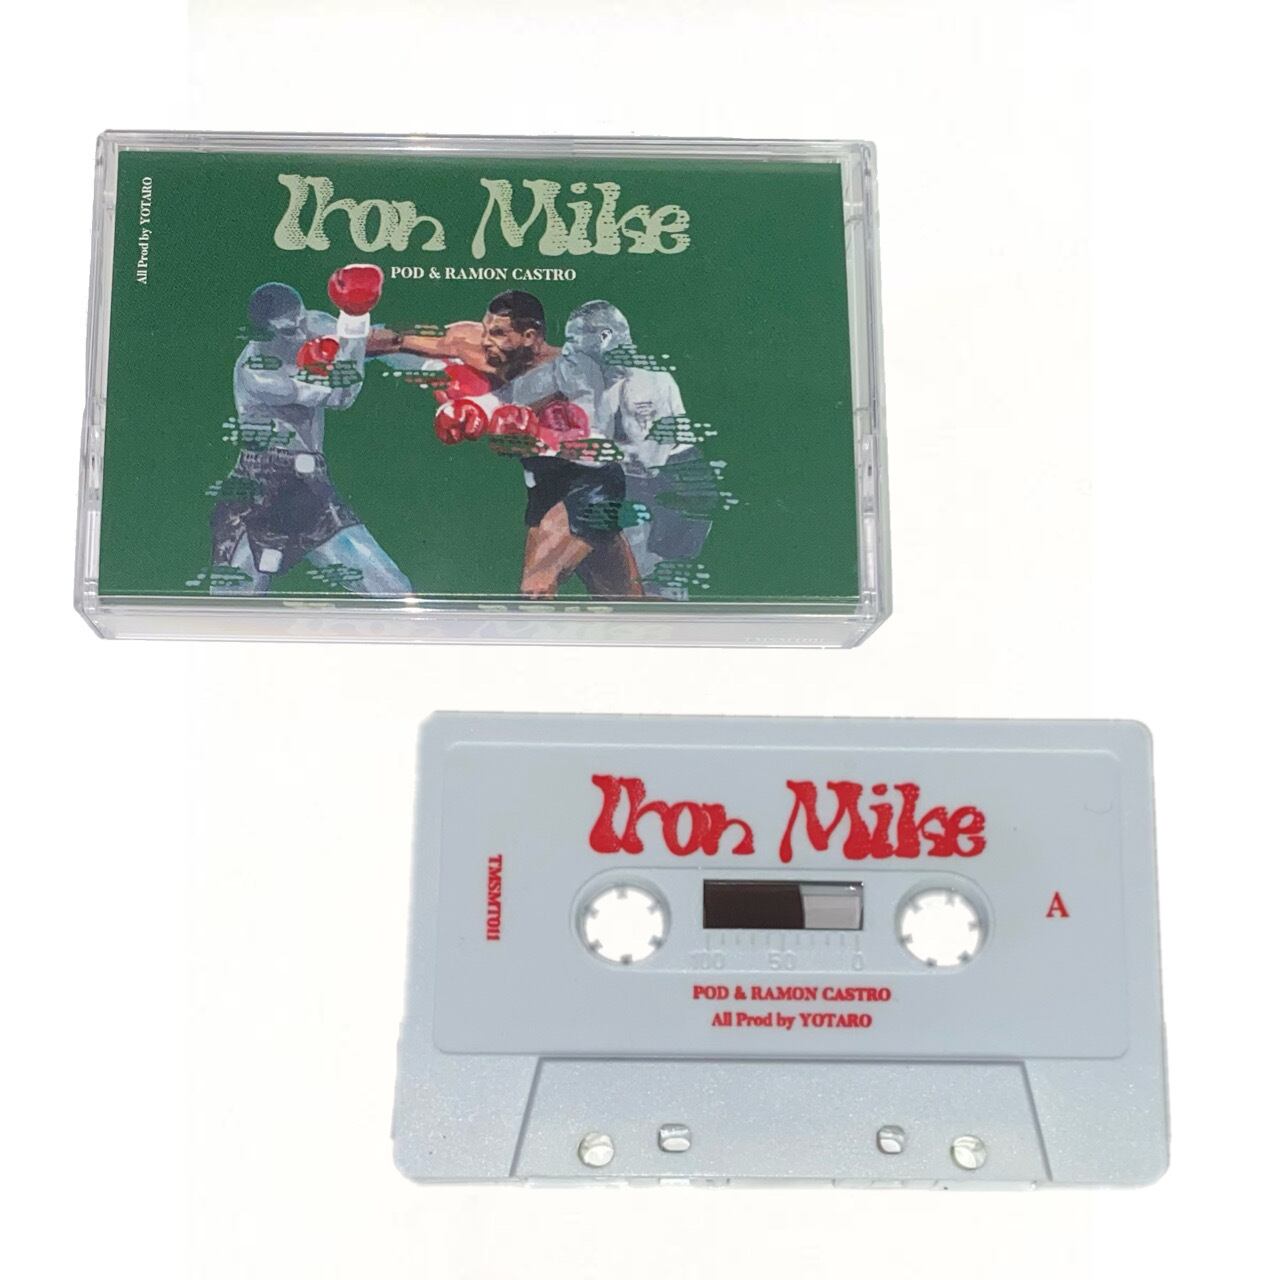 All Prod by YOTARO
Iron Mike
POD & RAMON CASTRO
Iron Mike
TMSMT011
A
100 50 0
POD & RAMON CASTRO
All Prod by YOTARO